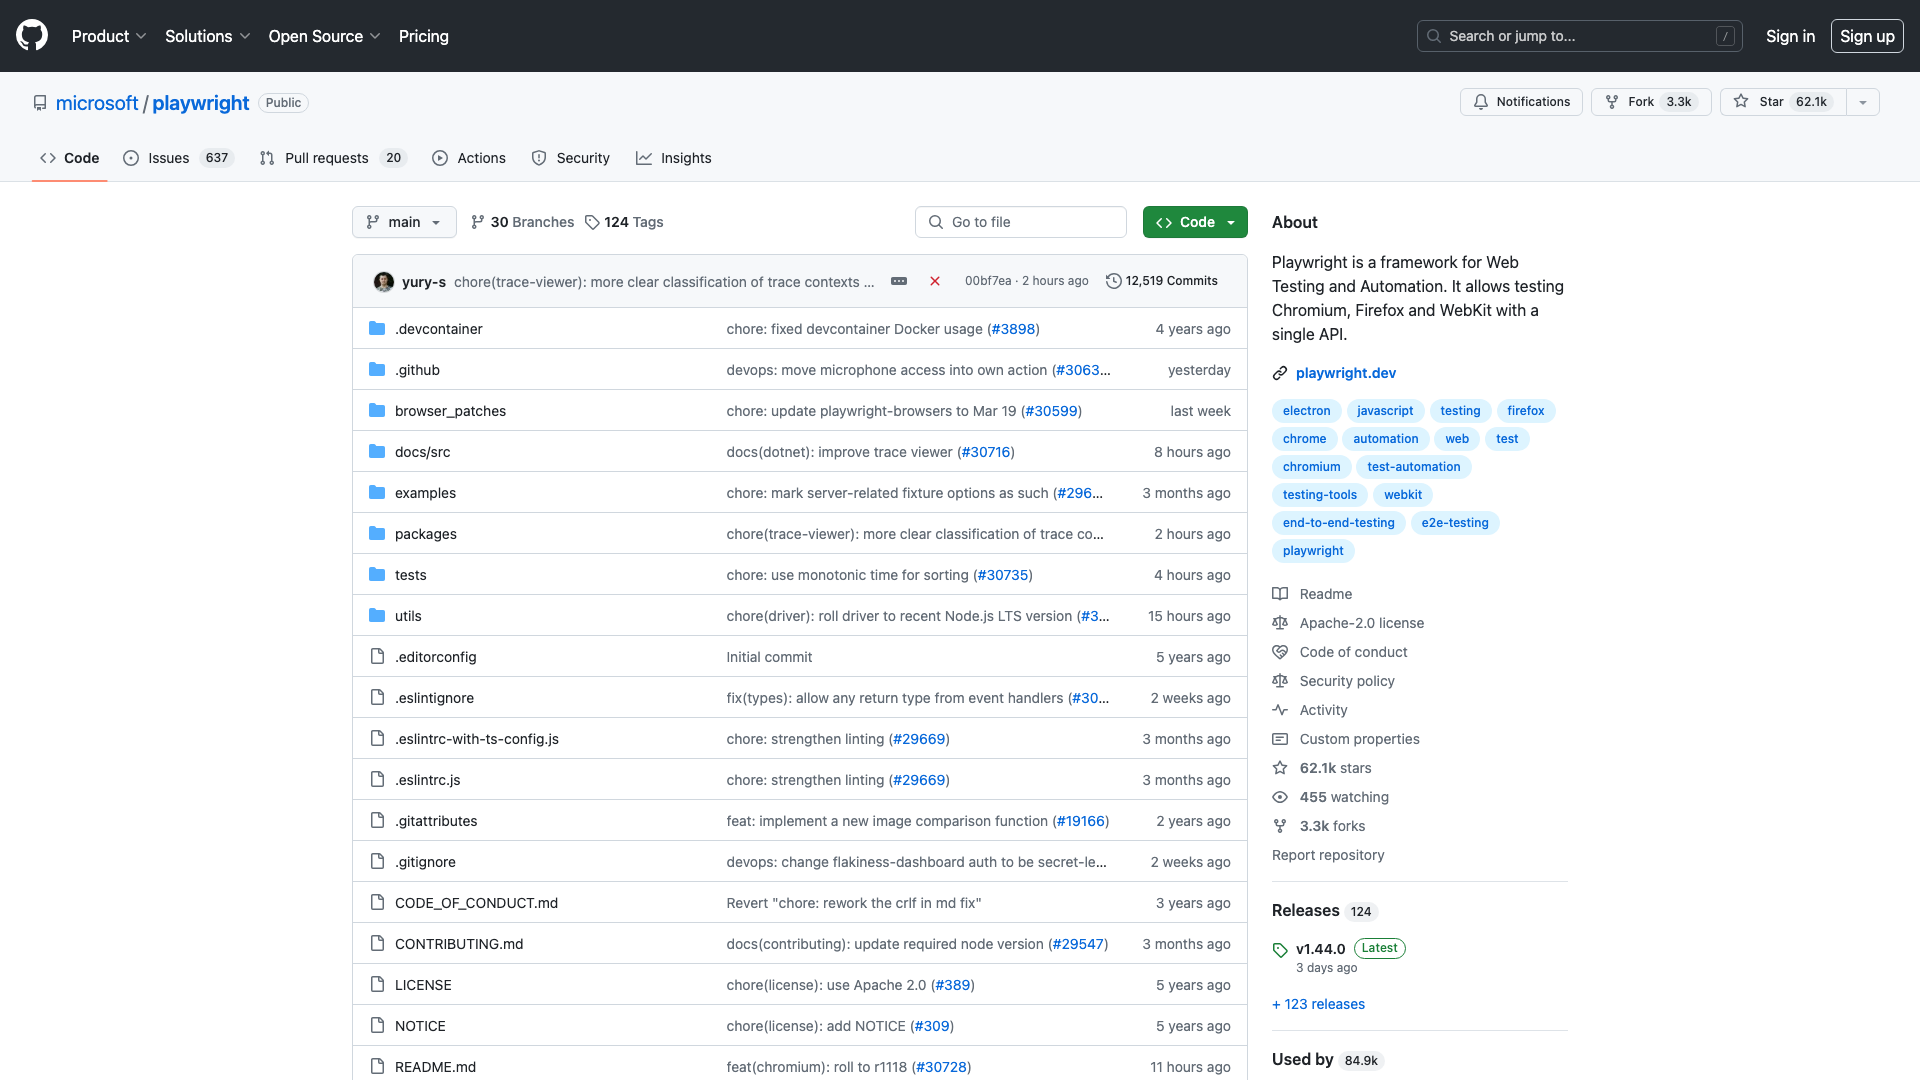 Product Solutions Open Source Pricing Search or jump to... / Sign in Sign up
microsoft / playwright Public Notifications Fork 3.3k Star 62.1k
Code Issues 637 Pull requests 20 Actions Security Insights
main 30 Branches 124 Tags Go to file Code
yury-s chore(trace-viewer): more clear classification of trace contexts … 00bf7ea · 2 hours ago 12,519 Commits
.devcontainer chore: fixed devcontainer Docker usage (#3898) 4 years ago
.github devops: move microphone access into own action (#3063… yesterday
browser_patches chore: update playwright-browsers to Mar 19 (#30599) last week
docs/src docs(dotnet): improve trace viewer (#30716) 8 hours ago
examples chore: mark server-related fixture options as such (#296… 3 months ago
packages chore(trace-viewer): more clear classification of trace co… 2 hours ago
tests chore: use monotonic time for sorting (#30735) 4 hours ago
utils chore(driver): roll driver to recent Node.js LTS version (#3… 15 hours ago
.editorconfig Initial commit 5 years ago
.eslintignore fix(types): allow any return type from event handlers (#30… 2 weeks ago
.eslintrc-with-ts-config.js chore: strengthen linting (#29669) 3 months ago
.eslintrc.js chore: strengthen linting (#29669) 3 months ago
.gitattributes feat: implement a new image comparison function (#19166) 2 years ago
.gitignore devops: change flakiness-dashboard auth to be secret-le… 2 weeks ago
CODE_OF_CONDUCT.md Revert "chore: rework the crlf in md fix" 3 years ago
CONTRIBUTING.md docs(contributing): update required node version (#29547) 3 months ago
LICENSE chore(license): use Apache 2.0 (#389) 5 years ago
NOTICE chore(license): add NOTICE (#309) 5 years ago
README.md feat(chromium): roll to r1118 (#30728) 11 hours ago
About
Playwright is a framework for Web
Testing and Automation. It allows testing
Chromium, Firefox and WebKit with a
single API.
playwright.dev
electron javascript testing firefox
chrome automation web test
chromium test-automation
testing-tools webkit
end-to-end-testing e2e-testing
playwright
Readme
Apache-2.0 license
Code of conduct
Security policy
Activity
Custom properties
62.1k stars
455 watching
3.3k forks
Report repository
Releases 124
v1.44.0 Latest
3 days ago
+ 123 releases
Used by 84.9k